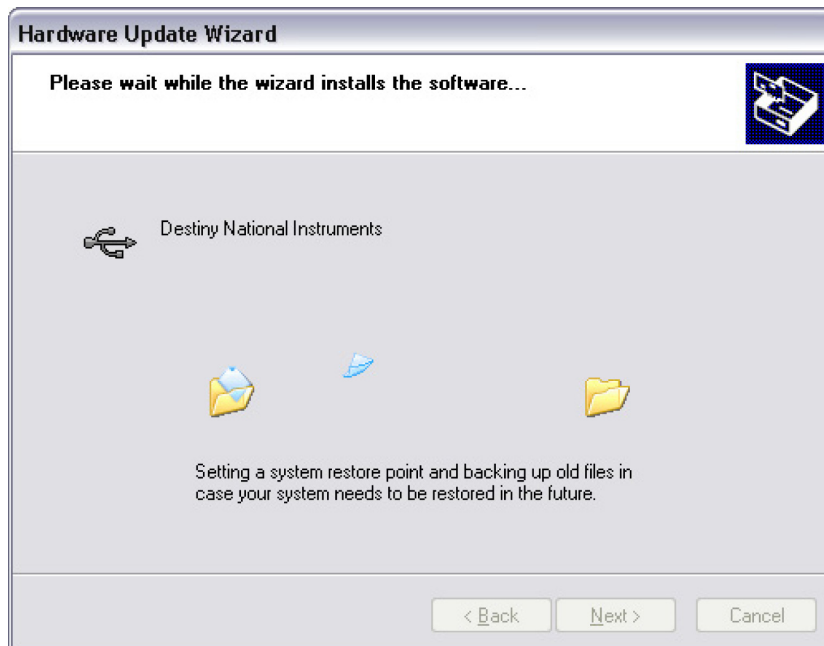 Hardware Update Wizard
Please wait while the wizard installs the software...
Destiny National Instruments
Setting a system restore point and backing up old files in
case your system needs to be restored in the future.
< Back Next > Cancel